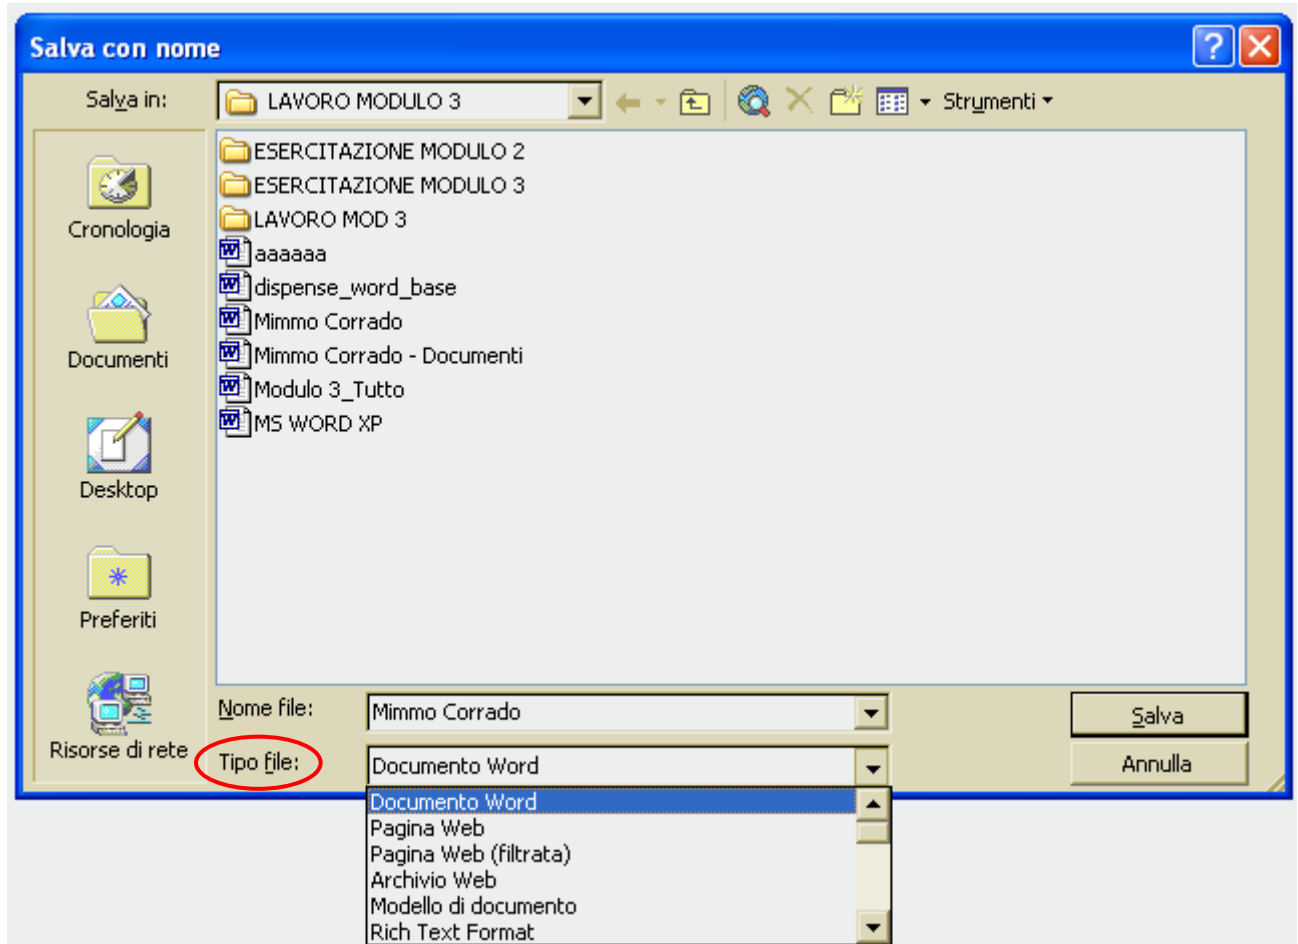 Salva con nome
Salva in:
LAVORO MODULO 3
Strumenti
Cronologia
Documenti
Desktop
Preferiti
Risorse di rete
ESERCITAZIONE MODULO 2
ESERCITAZIONE MODULO 3
LAVORO MOD 3
aaaaaa
dispense_word_base
Mimmo Corrado
Mimmo Corrado - Documenti
Modulo 3_Tutto
MS WORD XP
Nome file:
Mimmo Corrado
Salva
Tipo file:
Documento Word
Annulla
Documento Word
Pagina Web
Pagina Web (filtrata)
Archivio Web
Modello di documento
Rich Text Format